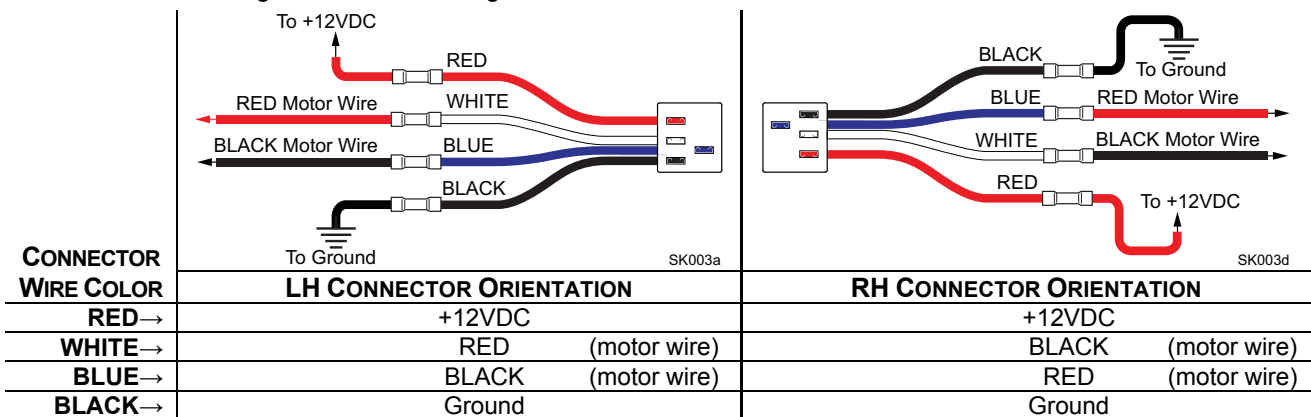 To +12VDC
RED
RED Motor Wire
WHITE
BLACK Motor Wire
BLUE
BLACK
To Ground
SK003a
BLACK
To Ground
BLUE
RED Motor Wire
WHITE
BLACK Motor Wire
RED
To +12VDC
SK003d
CONNECTOR
WIRE COLOR LH CONNECTOR ORIENTATION RH CONNECTOR ORIENTATION
RED→ +12VDC +12VDC
WHITE→ RED (motor wire) BLACK (motor wire)
BLUE→ BLACK (motor wire) RED (motor wire)
BLACK→ Ground Ground